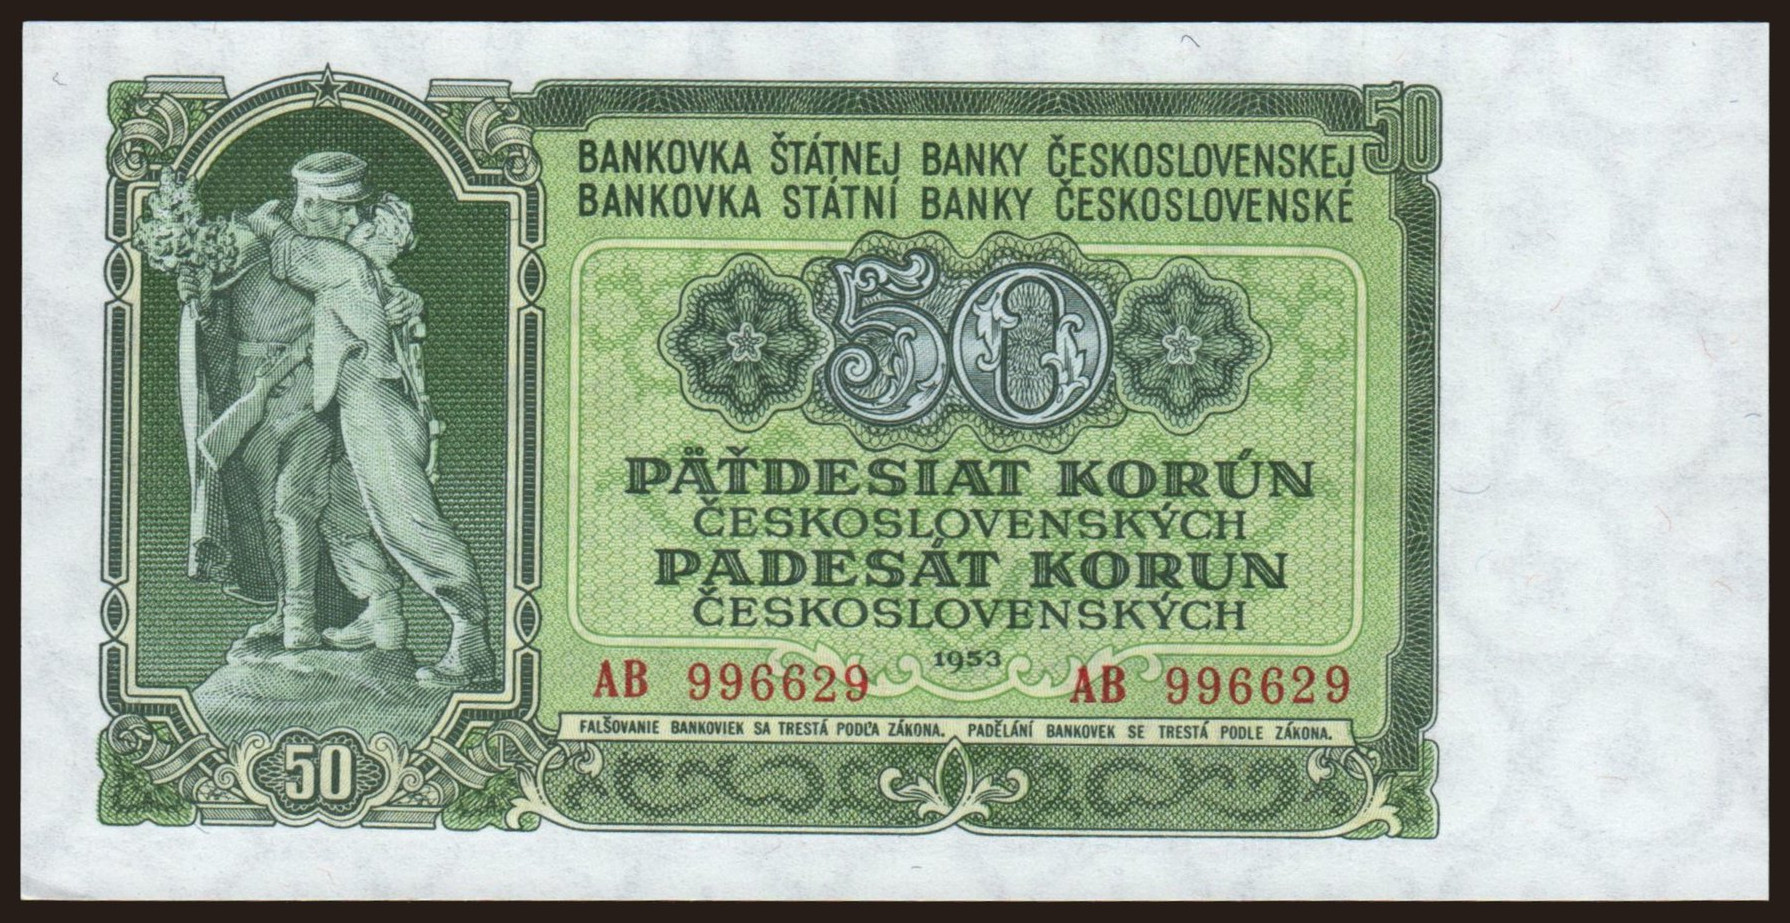 50
BANKOVKA ŠTÁTNEJ BANKY ČESKOSLOVENSKEJ
BANKOVKA STÁTNÍ BANKY ČESKOSLOVENSKÉ
50
PÄŤDESIAT KORÚN
ČESKOSLOVENSKÝCH
PADESÁT KORUN
ČESKOSLOVENSKÝCH
1953
AB 996629 AB 996629
FALŠOVANIE BANKOVIEK SA TRESTÁ PODĽA ZÁKONA. PADĚLÁNÍ BANKOVEK SE TRESTÁ PODLE ZÁKONA.
50